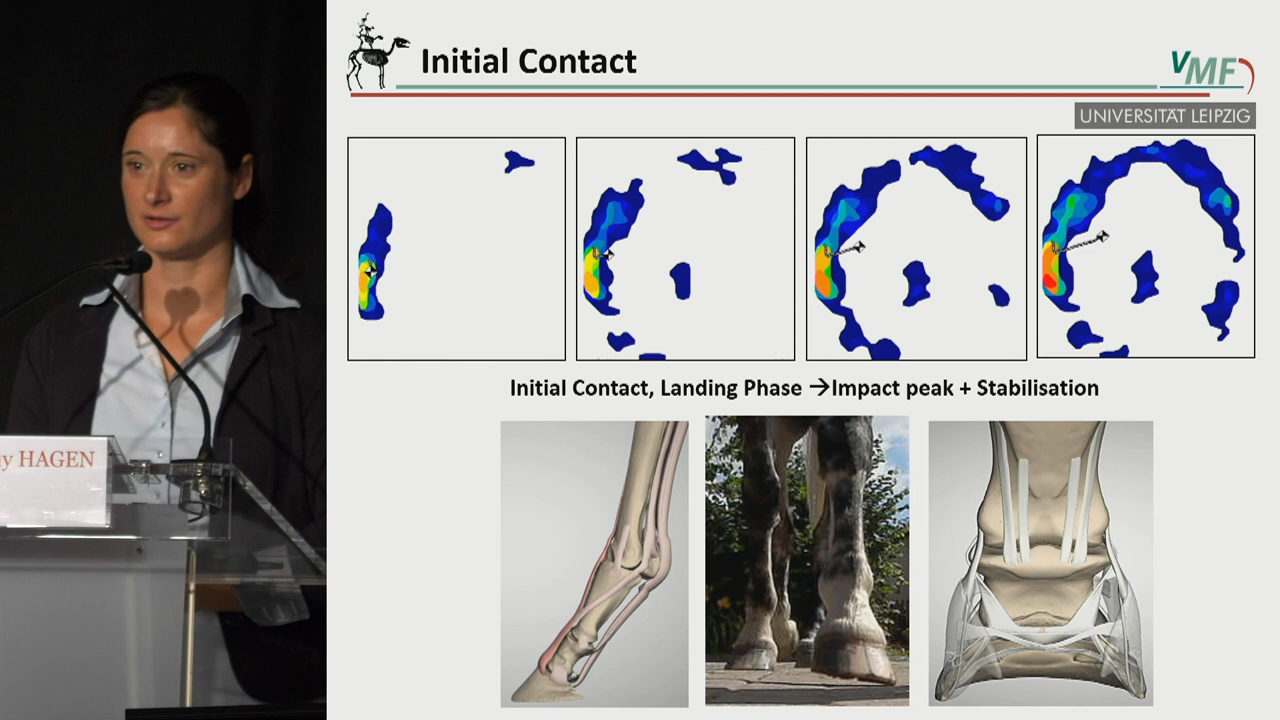 Initial Contact
VMF
UNIVERSITÄT LEIPZIG
Initial Contact, Landing Phase →Impact peak + Stabilisation
HAGEN